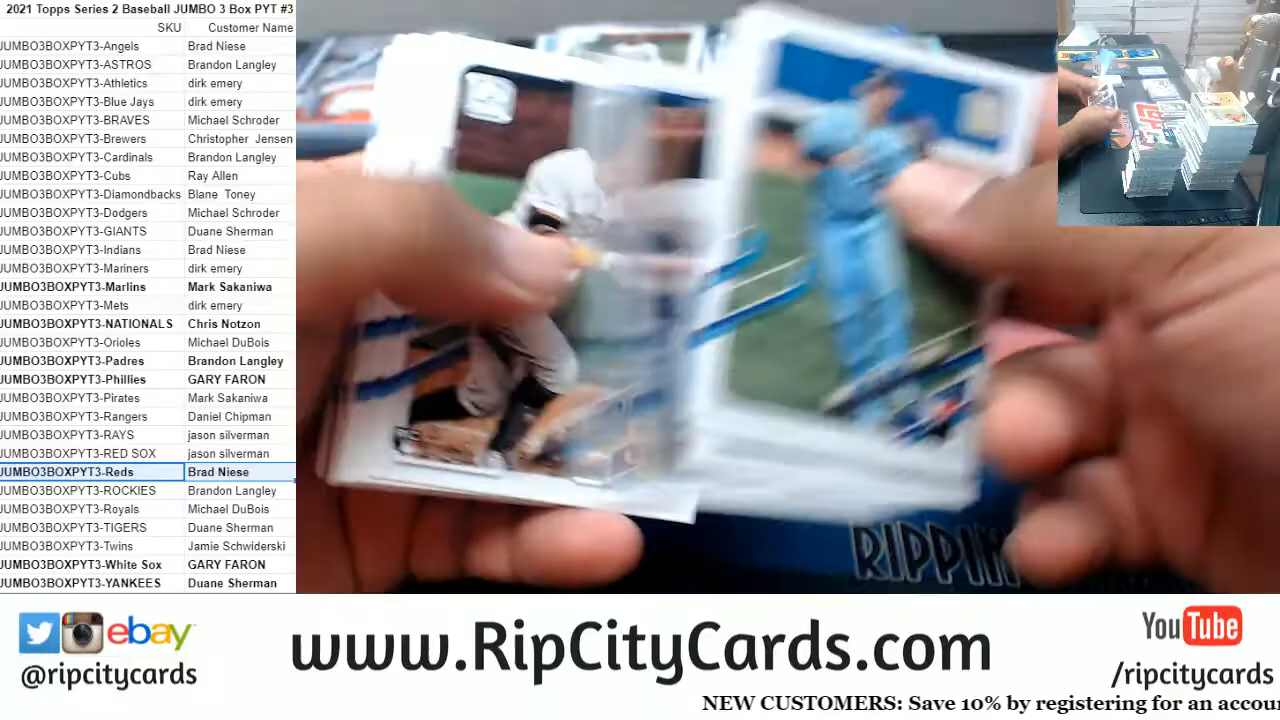 2021 Topps Series 2 Baseball JUMBO 3 Box PYT #3
SKU Customer Name
JUMBO3BOXPYT3-Angels Brad Niese
JUMBO3BOXPYT3-ASTROS Brandon Langley
JUMBO3BOXPYT3-Athletics dirk emery
JUMBO3BOXPYT3-Blue Jays dirk emery
JUMBO3BOXPYT3-BRAVES Michael Schroder
JUMBO3BOXPYT3-Brewers Christopher Jensen
JUMBO3BOXPYT3-Cardinals Brandon Langley
JUMBO3BOXPYT3-Cubs Ray Allen
JUMBO3BOXPYT3-Diamondbacks Blane Toney
JUMBO3BOXPYT3-Dodgers Michael Schroder
JUMBO3BOXPYT3-GIANTS Duane Sherman
JUMBO3BOXPYT3-Indians Brad Niese
JUMBO3BOXPYT3-Mariners dirk emery
JUMBO3BOXPYT3-Marlins Mark Sakaniwa
JUMBO3BOXPYT3-Mets dirk emery
JUMBO3BOXPYT3-NATIONALS Chris Notzon
JUMBO3BOXPYT3-Orioles Michael DuBois
JUMBO3BOXPYT3-Padres Brandon Langley
JUMBO3BOXPYT3-Phillies GARY FARON
JUMBO3BOXPYT3-Pirates Mark Sakaniwa
JUMBO3BOXPYT3-Rangers Daniel Chipman
JUMBO3BOXPYT3-RAYS jason silverman
JUMBO3BOXPYT3-RED SOX jason silverman
JUMBO3BOXPYT3-Reds Brad Niese
JUMBO3BOXPYT3-ROCKIES Brandon Langley
JUMBO3BOXPYT3-Royals Michael DuBois
JUMBO3BOXPYT3-TIGERS Duane Sherman
JUMBO3BOXPYT3-Twins Jamie Schwiderski
JUMBO3BOXPYT3-White Sox GARY FARON
JUMBO3BOXPYT3-YANKEES Duane Sherman
RIPPIN
ebay
@ripcitycards
www.RipCityCards.com
YouTube
/ripcitycards
NEW CUSTOMERS: Save 10% by registering for an accou